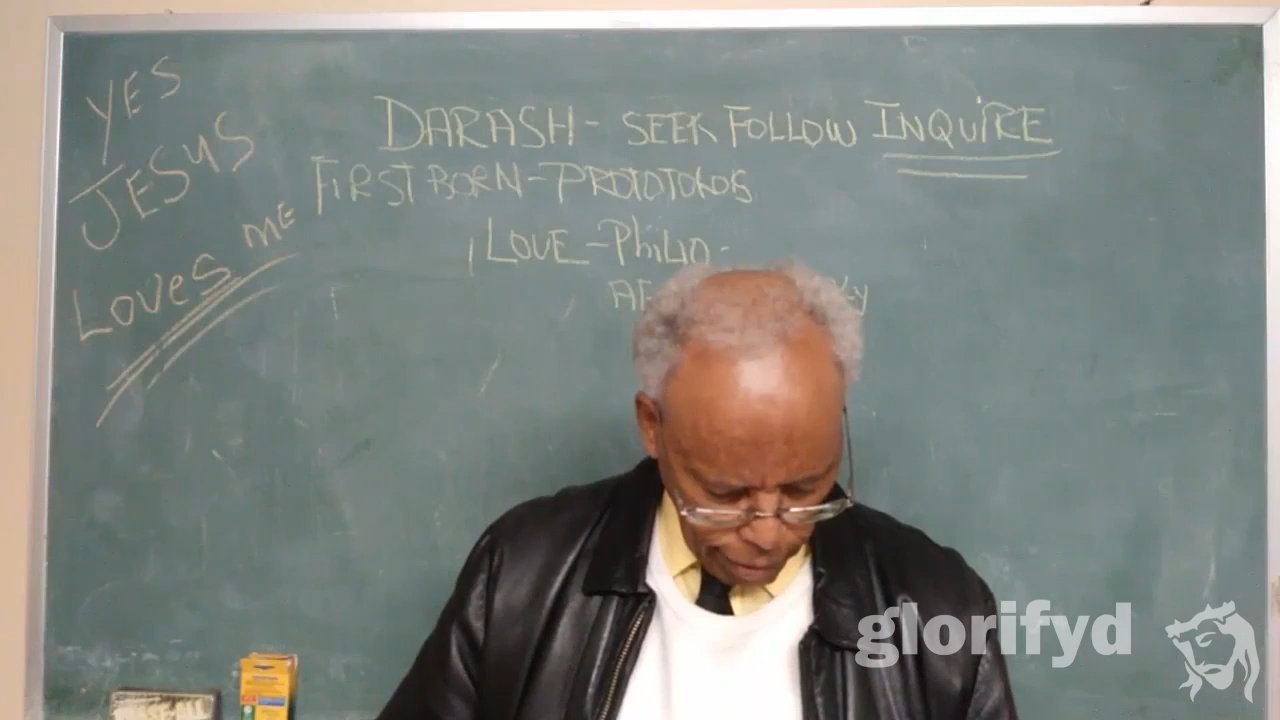 YES
JESUS
LOVES ME
DARASH - SEEK FOLLOW INQUIRE
FIRST BORN - PROTOTOKOS
LOVE - PHILIO -
glorifyd